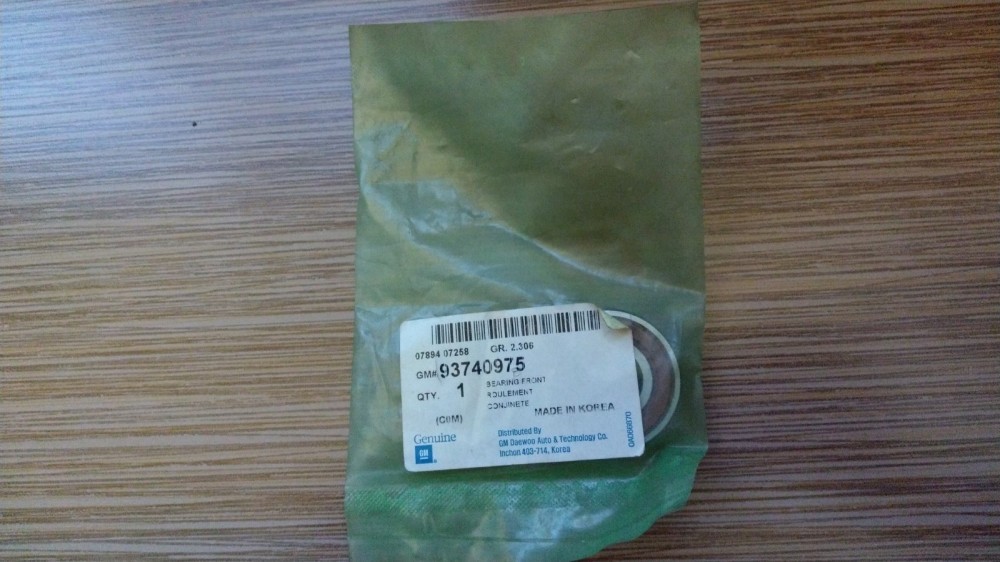 07894 07258 GR. 2.306
GM# 93740975
QTY. 1
BEARING FRONT
ROULEMENT
CONJINETE
MADE IN KOREA
(C0M)
Genuine
GM
Distributed By
GM Daewoo Auto & Technology Co.
Inchon 403-714, Korea